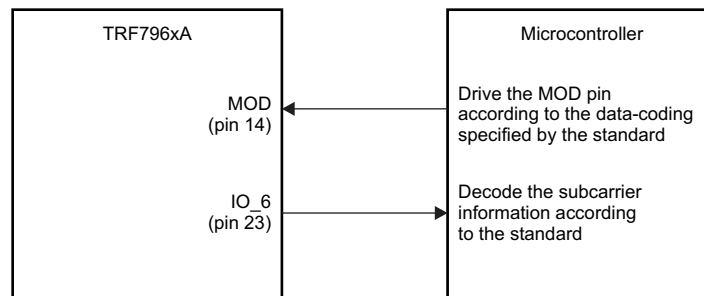 TRF796xA
Microcontroller
MOD
(pin 14)
Drive the MOD pin
according to the data-coding
specified by the standard
IO_6
(pin 23)
Decode the subcarrier
information according
to the standard